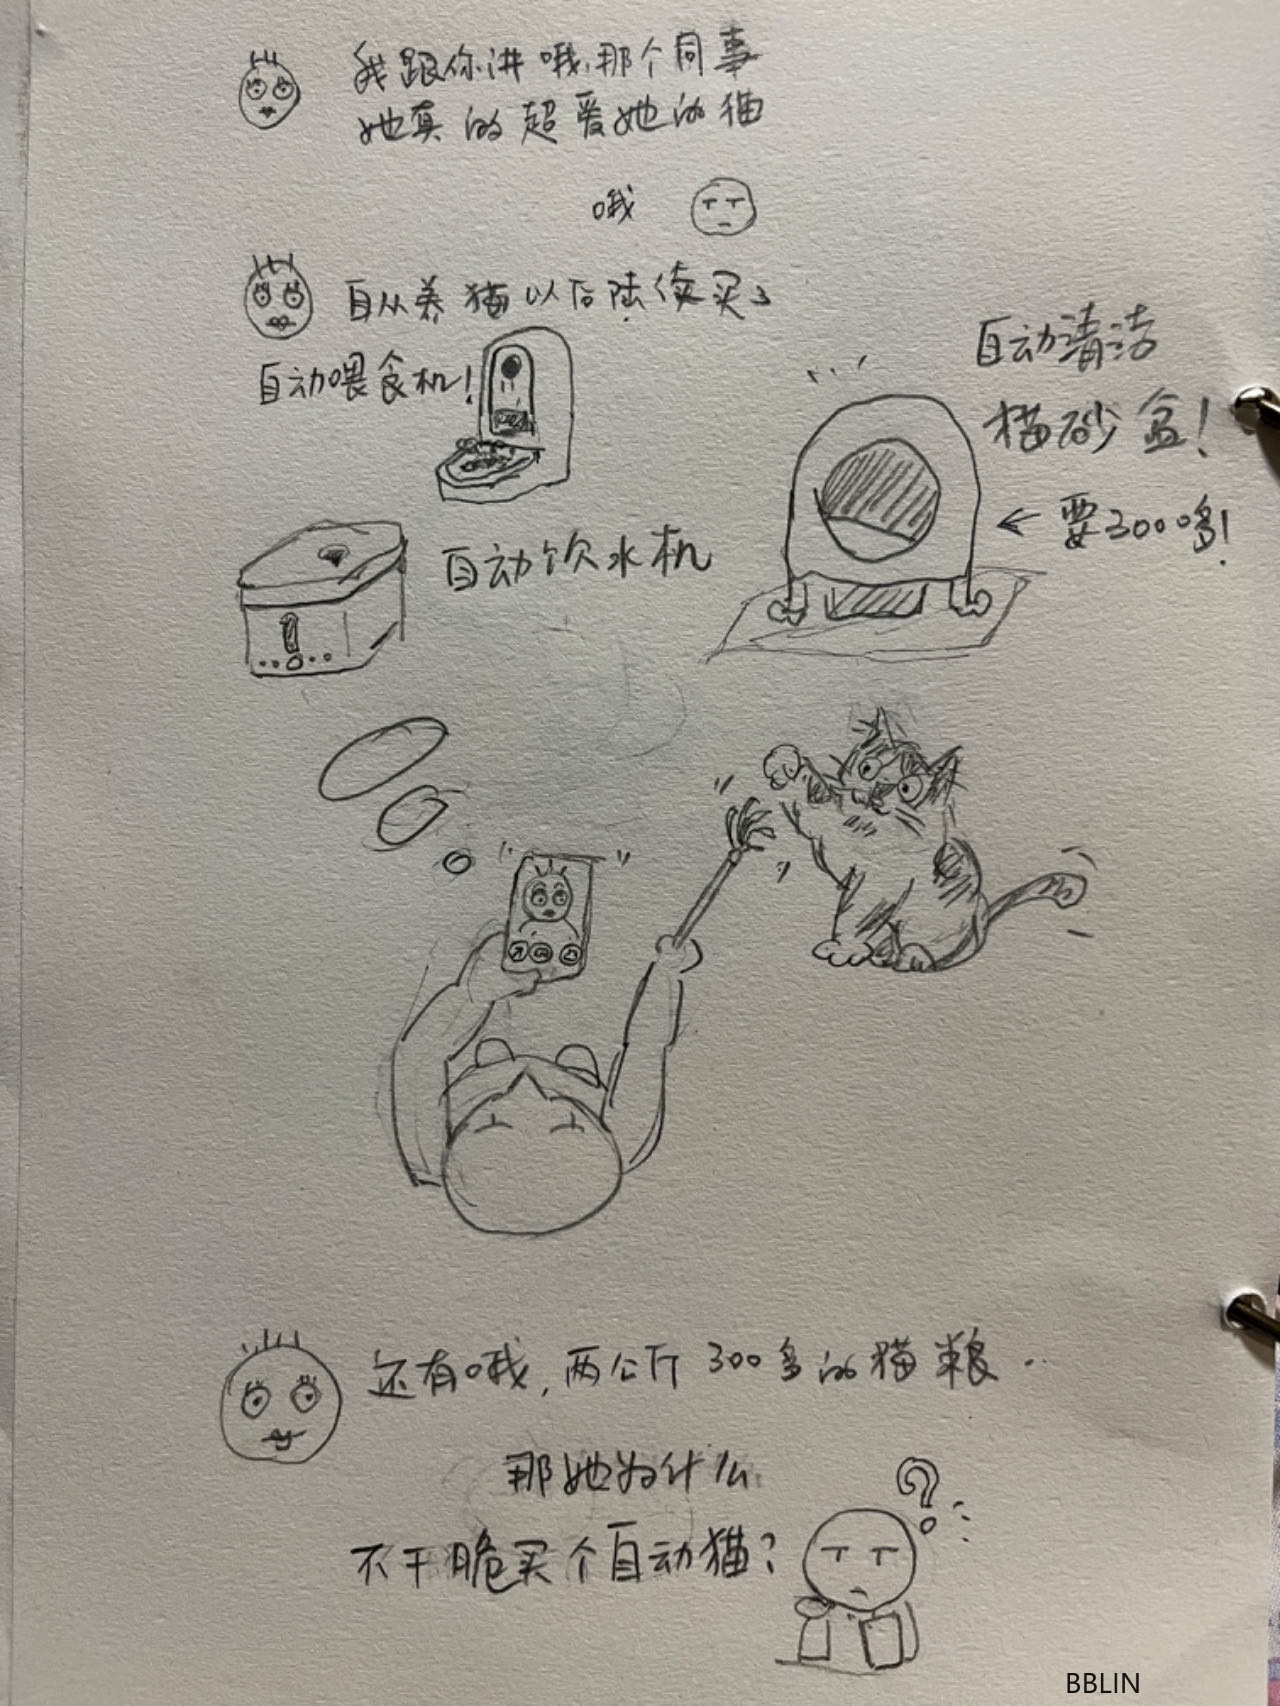 我跟你讲哦,那个同事
她真的超爱她的猫
哦
自从养猫以后陆续买了
自动喂食机!
自动清洁
猫砂盆!
← 要3000多!
自动饮水机
还有哦,两公斤300多的猫粮..
那她为什么
不干脆买个自动猫?
?
BBLIN